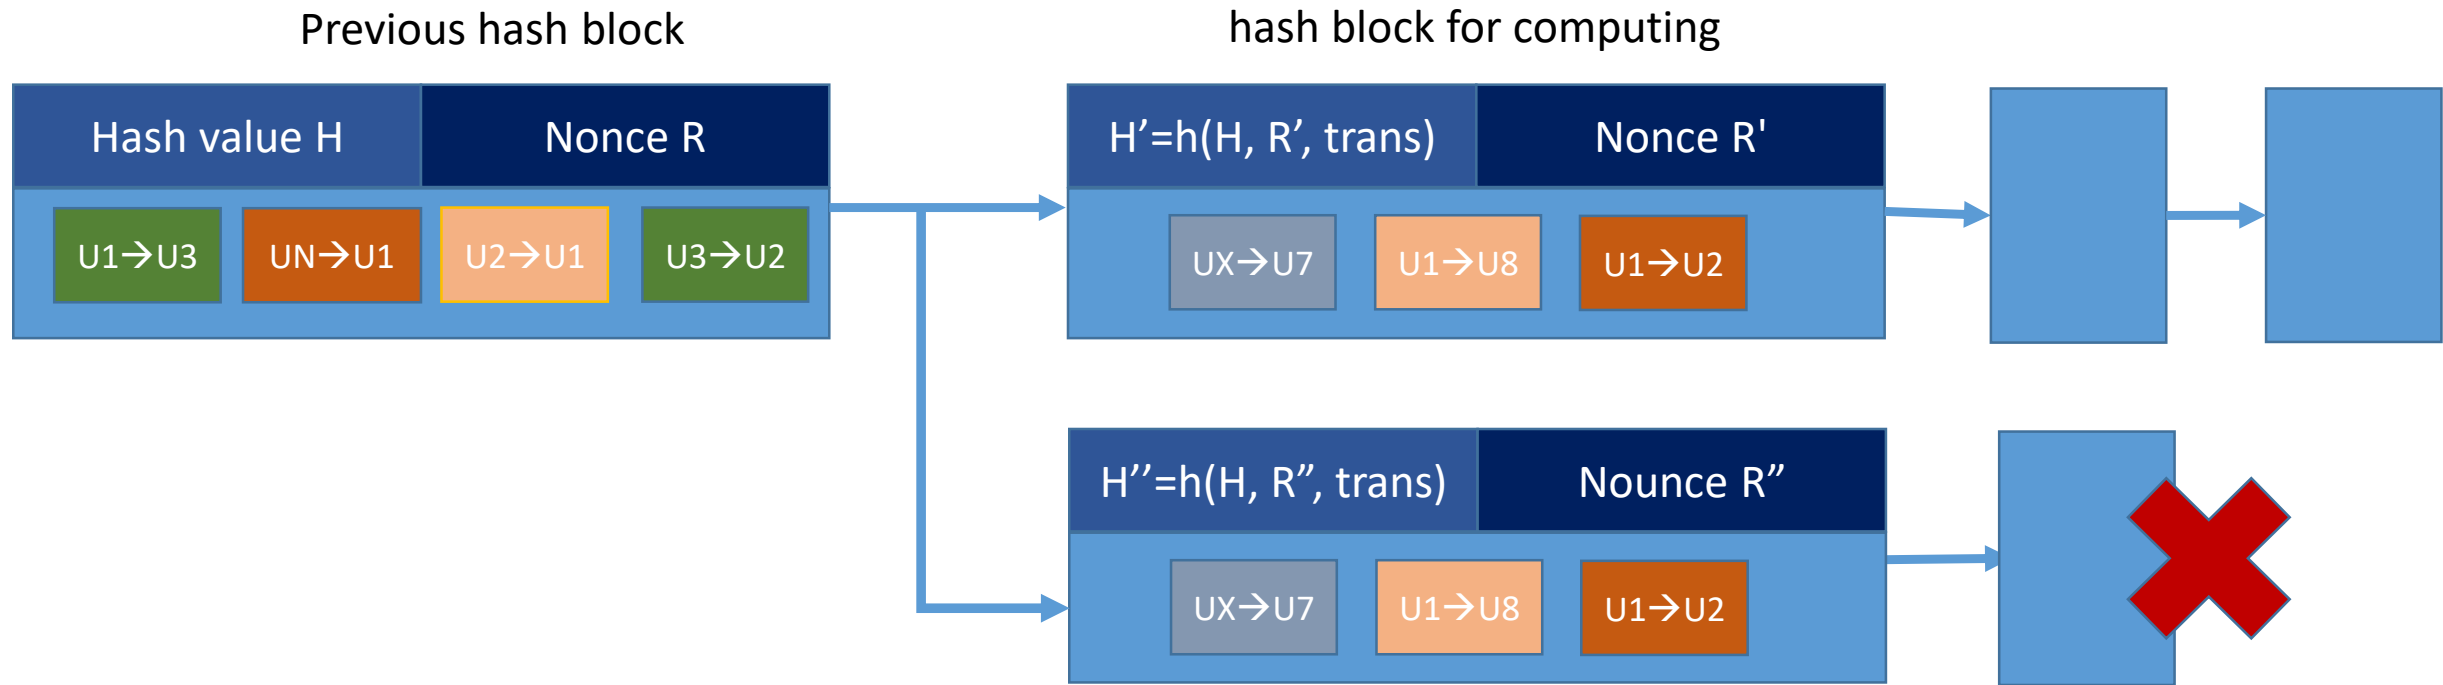 Previous hash block
hash block for computing
Hash value H
Nonce R
U1→U3
UN→U1
U2→U1
U3→U2
H’=h(H, R’, trans)
Nonce R'
UX→U7
U1→U8
U1→U2
H’’=h(H, R”, trans)
Nounce R”
UX→U7
U1→U8
U1→U2